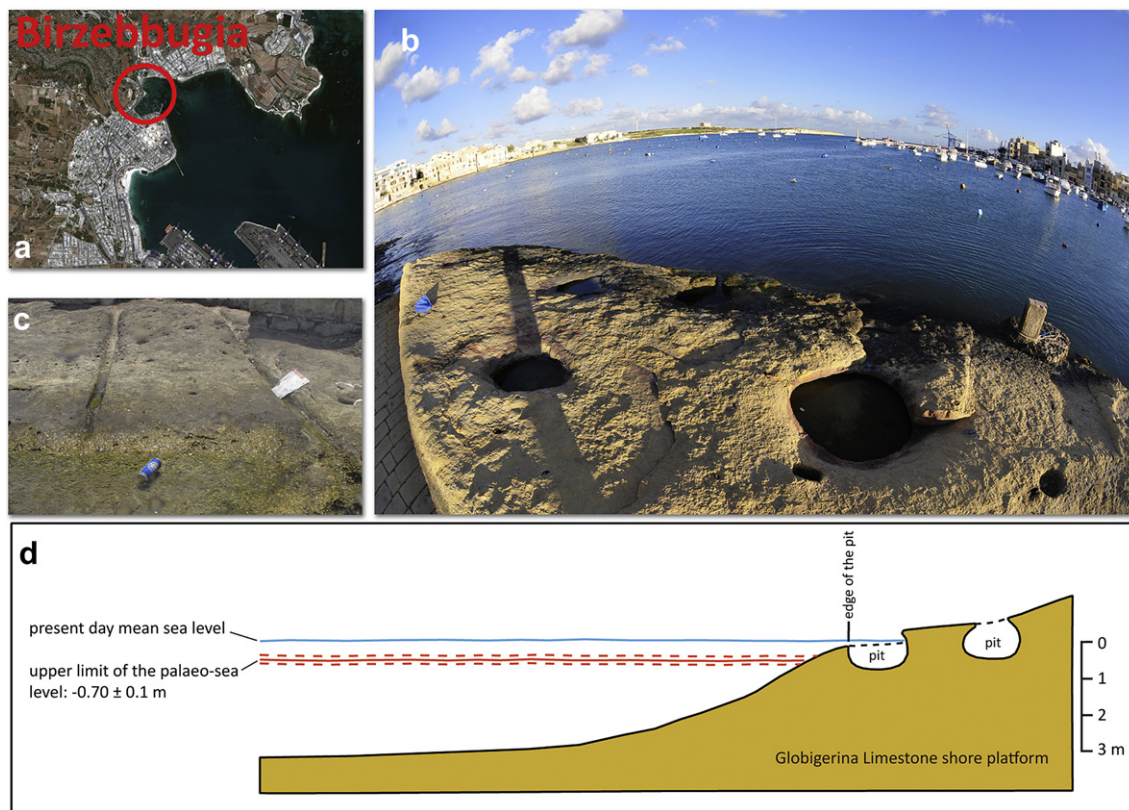 Birzebbugia
a
b
c
d
present day mean sea level
upper limit of the palaeo-sea
level: -0.70 ± 0.1 m
edge of the pit
pit
pit
0
1
2
3 m
Globigerina Limestone shore platform